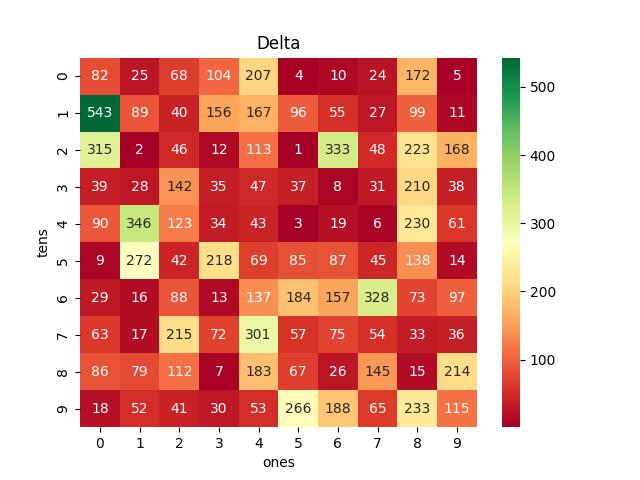 Delta
0 82 25 68 104 207 4 10 24 172 5
1 543 89 40 156 167 96 55 27 99 11
2 315 2 46 12 113 1 333 48 223 168
3 39 28 142 35 47 37 8 31 210 38
4 90 346 123 34 43 3 19 6 230 61
5 9 272 42 218 69 85 87 45 138 14
6 29 16 88 13 137 184 157 328 73 97
7 63 17 215 72 301 57 75 54 33 36
8 86 79 112 7 183 67 26 145 15 214
9 18 52 41 30 53 266 188 65 233 115
0 1 2 3 4 5 6 7 8 9
ones
tens
500
400
300
200
100